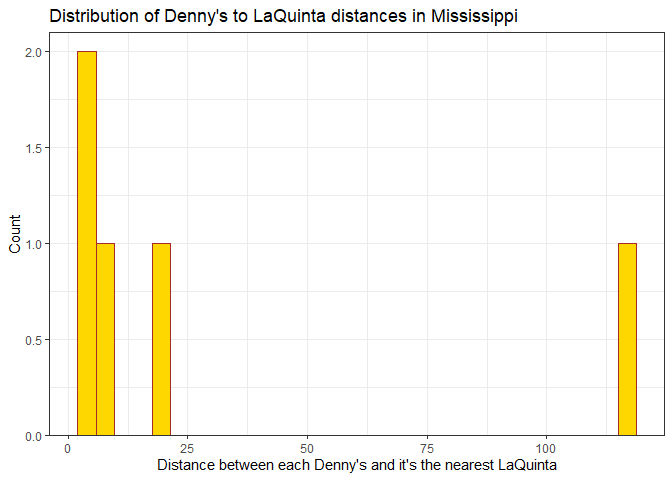 Distribution of Denny's to LaQuinta distances in Mississippi
Count
2.0
1.5
1.0
0.5
0.0
0 25 50 75 100
Distance between each Denny's and it's the nearest LaQuinta